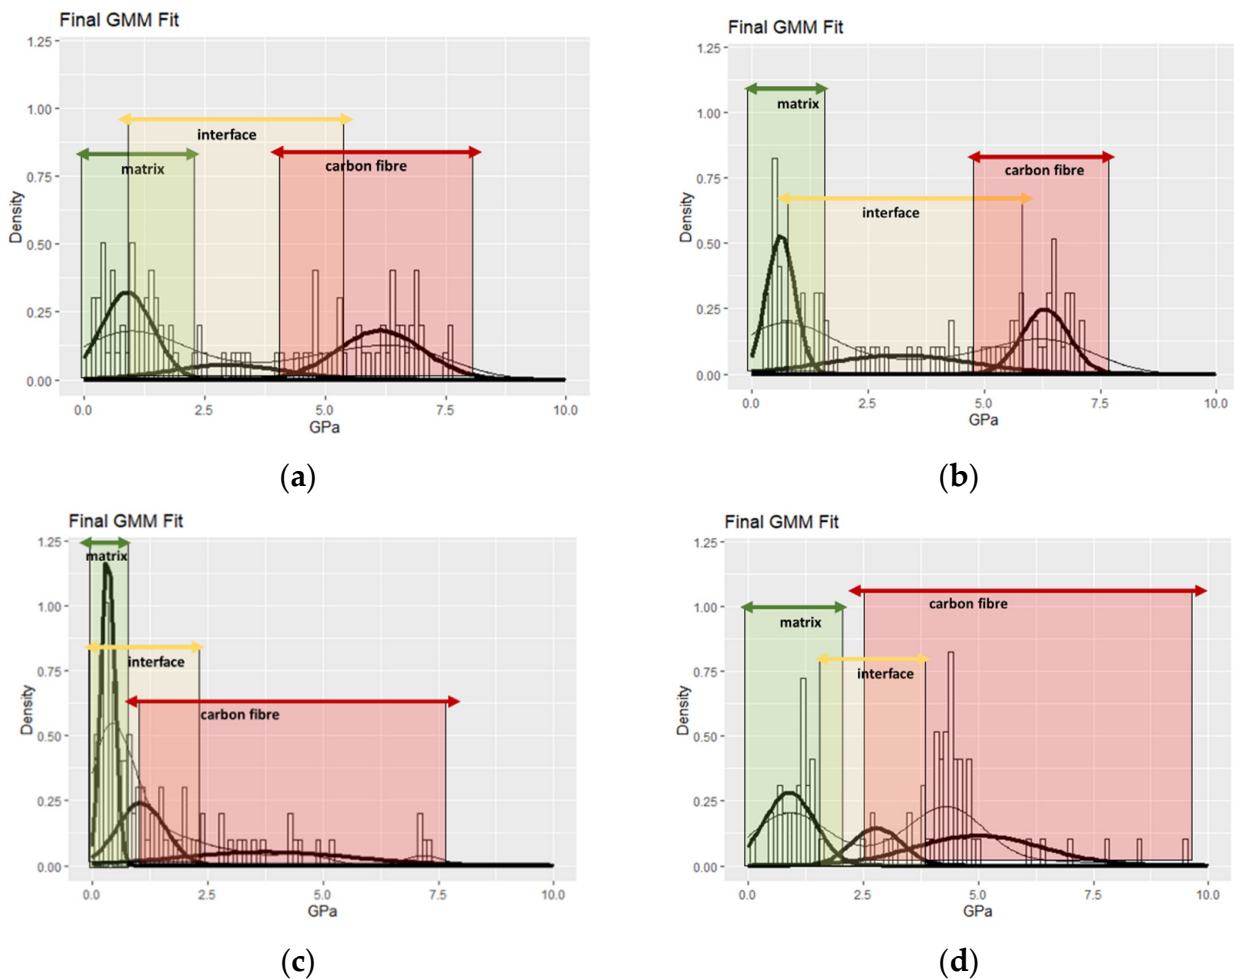 Final GMM Fit
1.25
1.00
0.75
0.50
0.25
0.00
Density
interface
matrix
carbon fibre
0.0
2.5
5.0
7.5
10.0
GPa
(a)
Final GMM Fit
1.25
1.00
0.75
0.50
0.25
0.00
Density
matrix
carbon fibre
interface
0.0
2.5
5.0
7.5
10.0
GPa
(b)
Final GMM Fit
1.25
1.00
0.75
0.50
0.25
0.00
Density
matrix
interface
carbon fibre
0.0
2.5
5.0
7.5
10.0
GPa
(c)
Final GMM Fit
1.25
1.00
0.75
0.50
0.25
0.00
Density
carbon fibre
matrix
interface
0.0
2.5
5.0
7.5
10.0
GPa
(d)